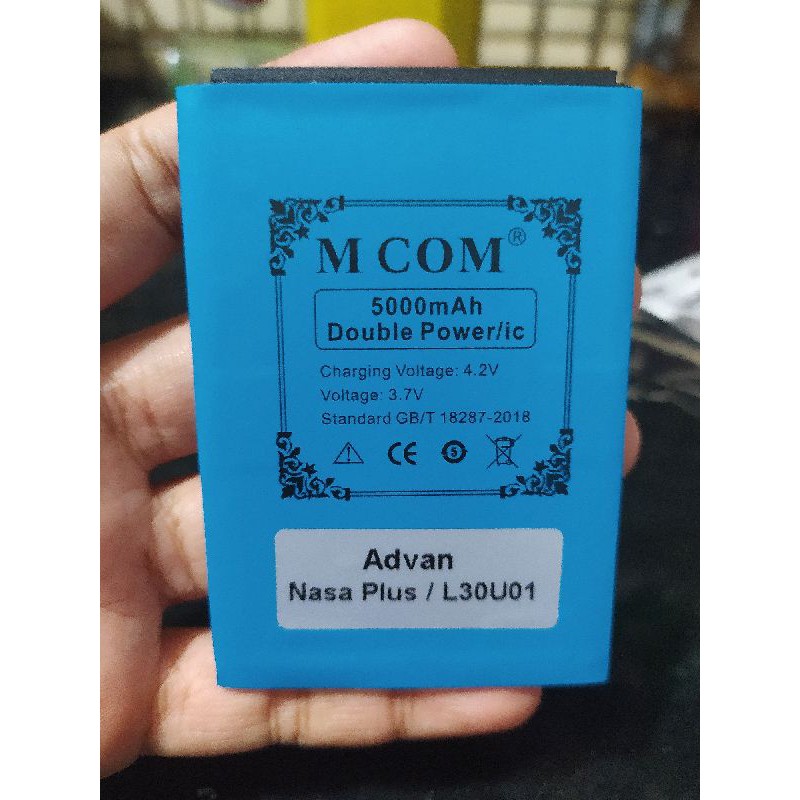 M COM®
5000mAh
Double Power/ic
Charging Voltage: 4.2V
Voltage: 3.7V
Standard GB/T 18287-2018
CE 5
Advan
Nasa Plus / L30U01